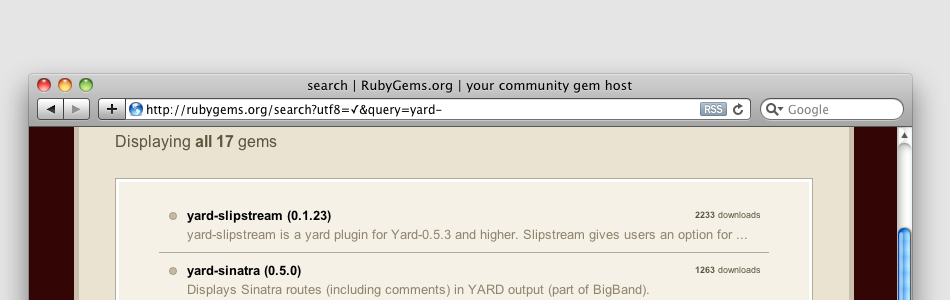 search | RubyGems.org | your community gem host
http://rubygems.org/search?utf8=✓&query=yard-
RSS
Google
Displaying all 17 gems
yard-slipstream (0.1.23)
2233 downloads
yard-slipstream is a yard plugin for Yard-0.5.3 and higher. Slipstream gives users an option for ...
yard-sinatra (0.5.0)
1263 downloads
Displays Sinatra routes (including comments) in YARD output (part of BigBand).